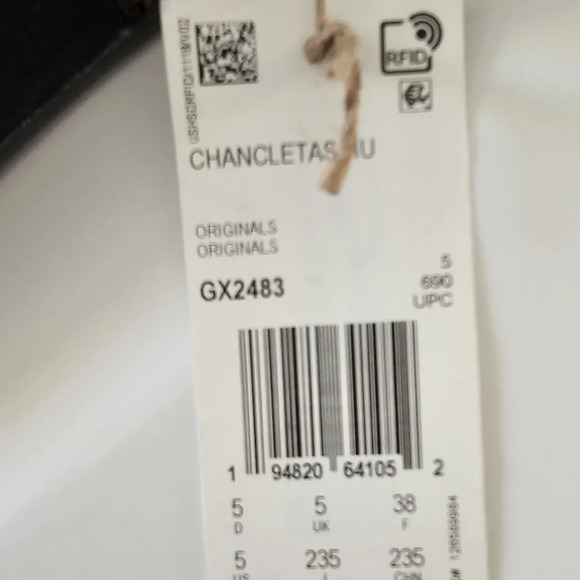 RFID
CHANCLETAS
ORIGINALS
ORIGINALS
GX2483
5
690
UPC
1 94820 64105 2
5 5 38
D UK F
5 235 235
US J CHN